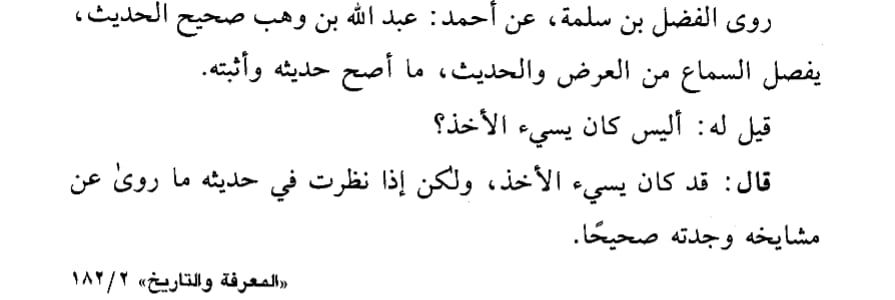 روى الفضل بن سلمة، عن أحمد: عبد الله بن وهب صحيح الحديث،
يفصل السماع من العرض والحديث، ما أصح حديثه وأثبته.
قيل له: أليس كان يسيء الأخذ؟
قال: قد كان يسيء الأخذ، ولكن إذا نظرت في حديثه ما روىٰ عن
مشايخه وجدته صحيحًا.
«المعرفة والتاريخ» ١٨٢/٢